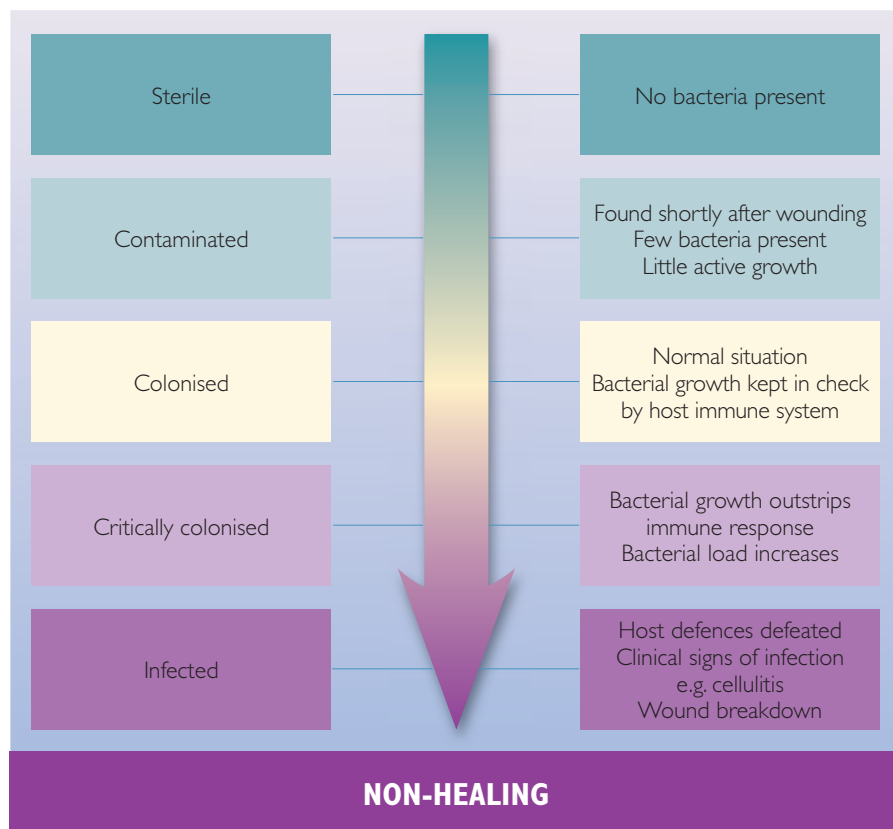 Sterile
No bacteria present
Contaminated
Found shortly after wounding
Few bacteria present
Little active growth
Colonised
Normal situation
Bacterial growth kept in check
by host immune system
Critically colonised
Bacterial growth outstrips
immune response
Bacterial load increases
Infected
Host defences defeated
Clinical signs of infection
e.g. cellulitis
Wound breakdown
NON-HEALING